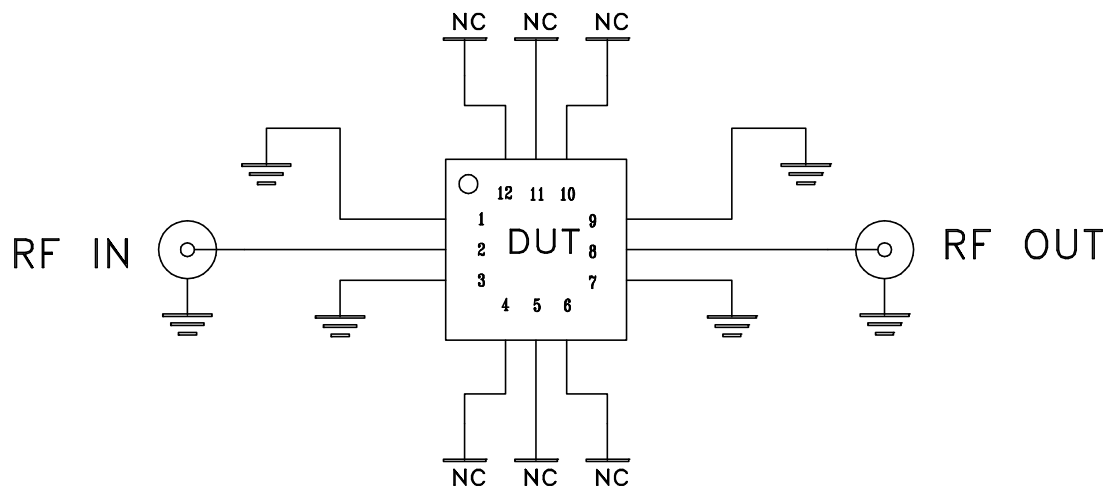 NC NC NC
12 11 10
1 9
RF IN 2 DUT 8 RF OUT
3 7
4 5 6
NC NC NC